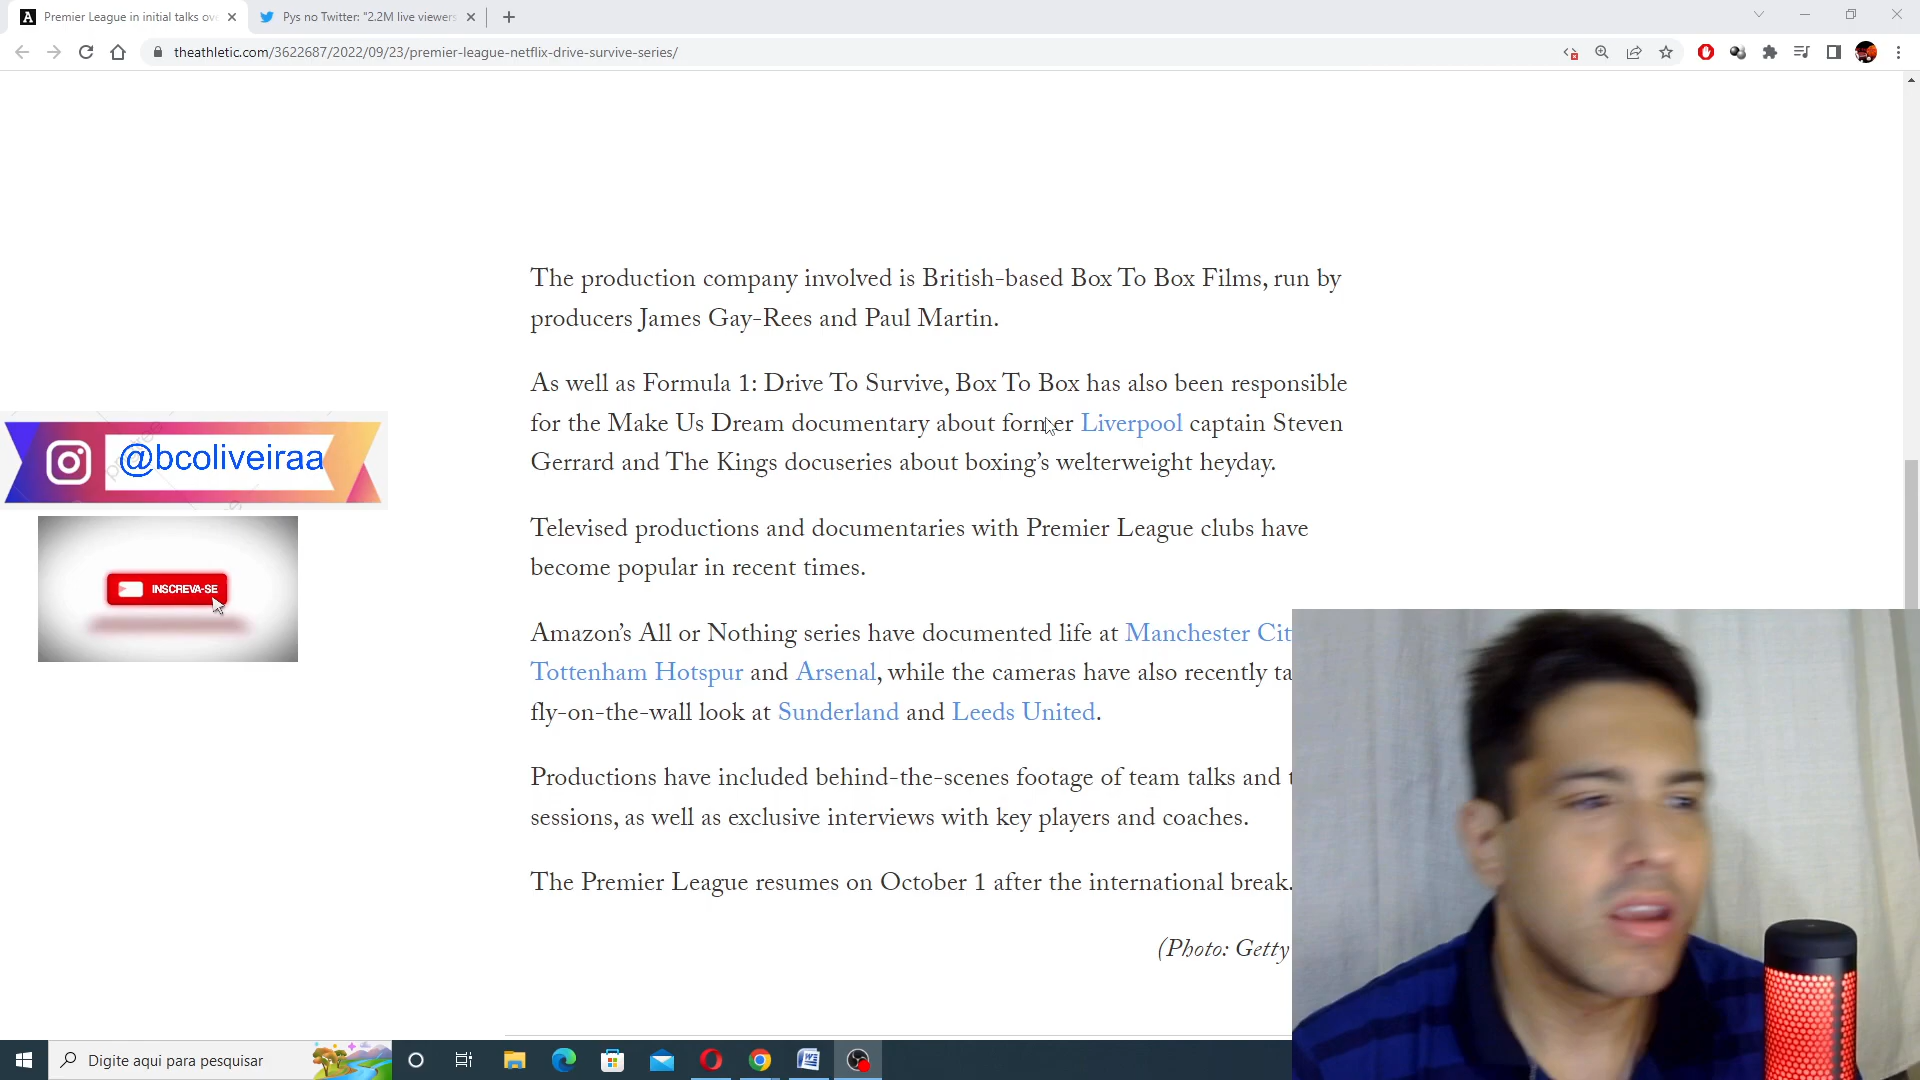 Premier League in initial talks ov
Pys no Twitter: "2.2M live viewers
theathletic.com/3622687/2022/09/23/premier-league-netflix-drive-survive-series/
The production company involved is British-based Box To Box Films, run by
producers James Gay-Rees and Paul Martin.
As well as Formula 1: Drive To Survive, Box To Box has also been responsible
for the Make Us Dream documentary about former Liverpool captain Steven
Gerrard and The Kings docuseries about boxing's welterweight heyday.
Televised productions and documentaries with Premier League clubs have
become popular in recent times.
Amazon's All or Nothing series have documented life at Manchester Cit
Tottenham Hotspur and Arsenal, while the cameras have also recently ta
fly-on-the-wall look at Sunderland and Leeds United.
Productions have included behind-the-scenes footage of team talks and t
sessions, as well as exclusive interviews with key players and coaches.
The Premier League resumes on October 1 after the international break.
(Photo: Getty
@bcoliveiraa
INSCREVA-SE
Digite aqui para pesquisar